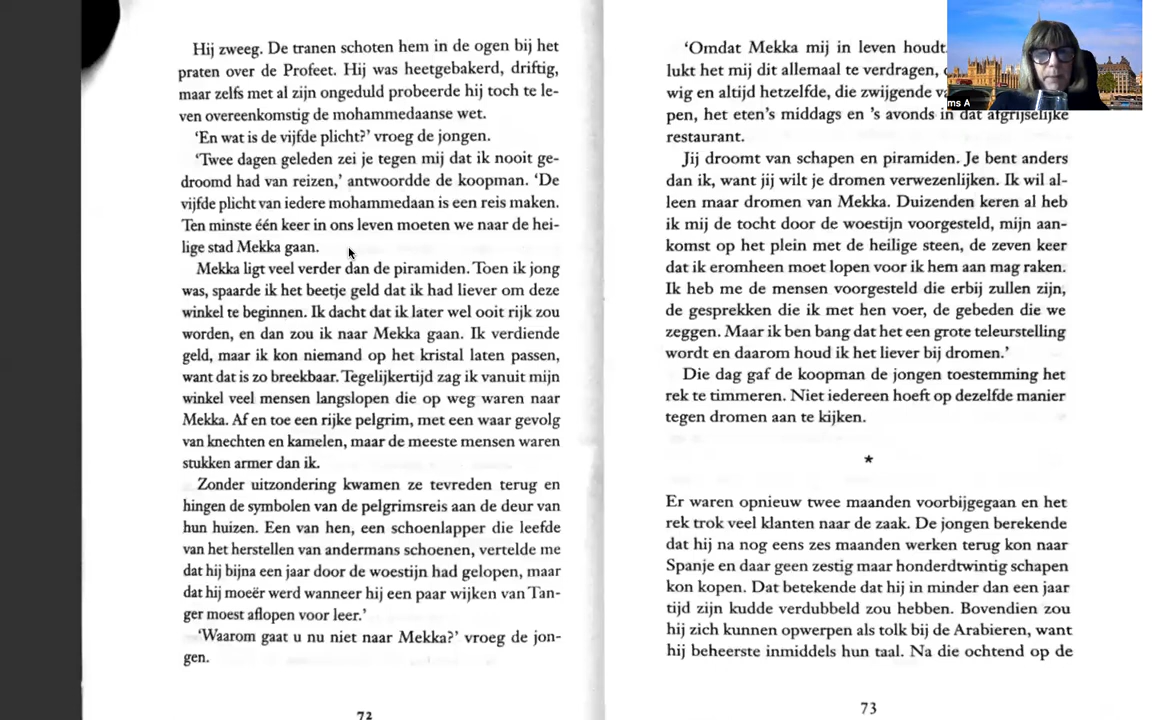 Hij zweeg. De tranen schoten hem in de ogen bij het
praten over de Profeet. Hij was heetgebakerd, driftig,
maar zelfs met al zijn ongeduld probeerde hij toch te le-
ven overeenkomstig de mohammedaanse wet.
‘En wat is de vijfde plicht?’ vroeg de jongen.
‘Twee dagen geleden zei je tegen mij dat ik nooit ge-
droomd had van reizen,’ antwoordde de koopman. ‘De
vijfde plicht van iedere mohammedaan is een reis maken.
Ten minste één keer in ons leven moeten we naar de hei-
lige stad Mekka gaan.
Mekka ligt veel verder dan de piramiden. Toen ik jong
was, spaarde ik het beetje geld dat ik had liever om deze
winkel te beginnen. Ik dacht dat ik later wel ooit rijk zou
worden, en dan zou ik naar Mekka gaan. Ik verdiende
geld, maar ik kon niemand op het kristal laten passen,
want dat is zo breekbaar. Tegelijkertijd zag ik vanuit mijn
winkel veel mensen langslopen die op weg waren naar
Mekka. Af en toe een rijke pelgrim, met een waar gevolg
van knechten en kamelen, maar de meeste mensen waren
stukken armer dan ik.
Zonder uitzondering kwamen ze tevreden terug en
hingen de symbolen van de pelgrimsreis aan de deur van
hun huizen. Een van hen, een schoenlapper die leefde
van het herstellen van andermans schoenen, vertelde me
dat hij bijna een jaar door de woestijn had gelopen, maar
dat hij moeër werd wanneer hij een paar wijken van Tan-
ger moest aflopen voor leer.’
‘Waarom gaat u nu niet naar Mekka?’ vroeg de jon-
gen.
72
‘Omdat Mekka mij in leven houdt.
lukt het mij dit allemaal te verdragen,
wig en altijd hetzelfde, die zwijgende
pen, het eten’s middags en ’s avonds in dat afgrijselijke
restaurant.
Jij droomt van schapen en piramiden. Je bent anders
dan ik, want jij wilt je dromen verwezenlijken. Ik wil al-
leen maar dromen van Mekka. Duizenden keren al heb
ik mij de tocht door de woestijn voorgesteld, mijn aan-
komst op het plein met de heilige steen, de zeven keer
dat ik eromheen moet lopen voor ik hem aan mag raken.
Ik heb me de mensen voorgesteld die erbij zullen zijn,
de gesprekken die ik met hen voer, de gebeden die we
zeggen. Maar ik ben bang dat het een grote teleurstelling
wordt en daarom houd ik het liever bij dromen.’
Die dag gaf de koopman de jongen toestemming het
rek te timmeren. Niet iedereen hoeft op dezelfde manier
tegen dromen aan te kijken.
*
Er waren opnieuw twee maanden voorbijgegaan en het
rek trok veel klanten naar de zaak. De jongen berekende
dat hij na nog eens zes maanden werken terug kon naar
Spanje en daar geen zestig maar honderdtwintig schapen
kon kopen. Dat betekende dat hij in minder dan een jaar
tijd zijn kudde verdubbeld zou hebben. Bovendien zou
hij zich kunnen opwerpen als tolk bij de Arabieren, want
hij beheerste inmiddels hun taal. Na die ochtend op de
73
ms A